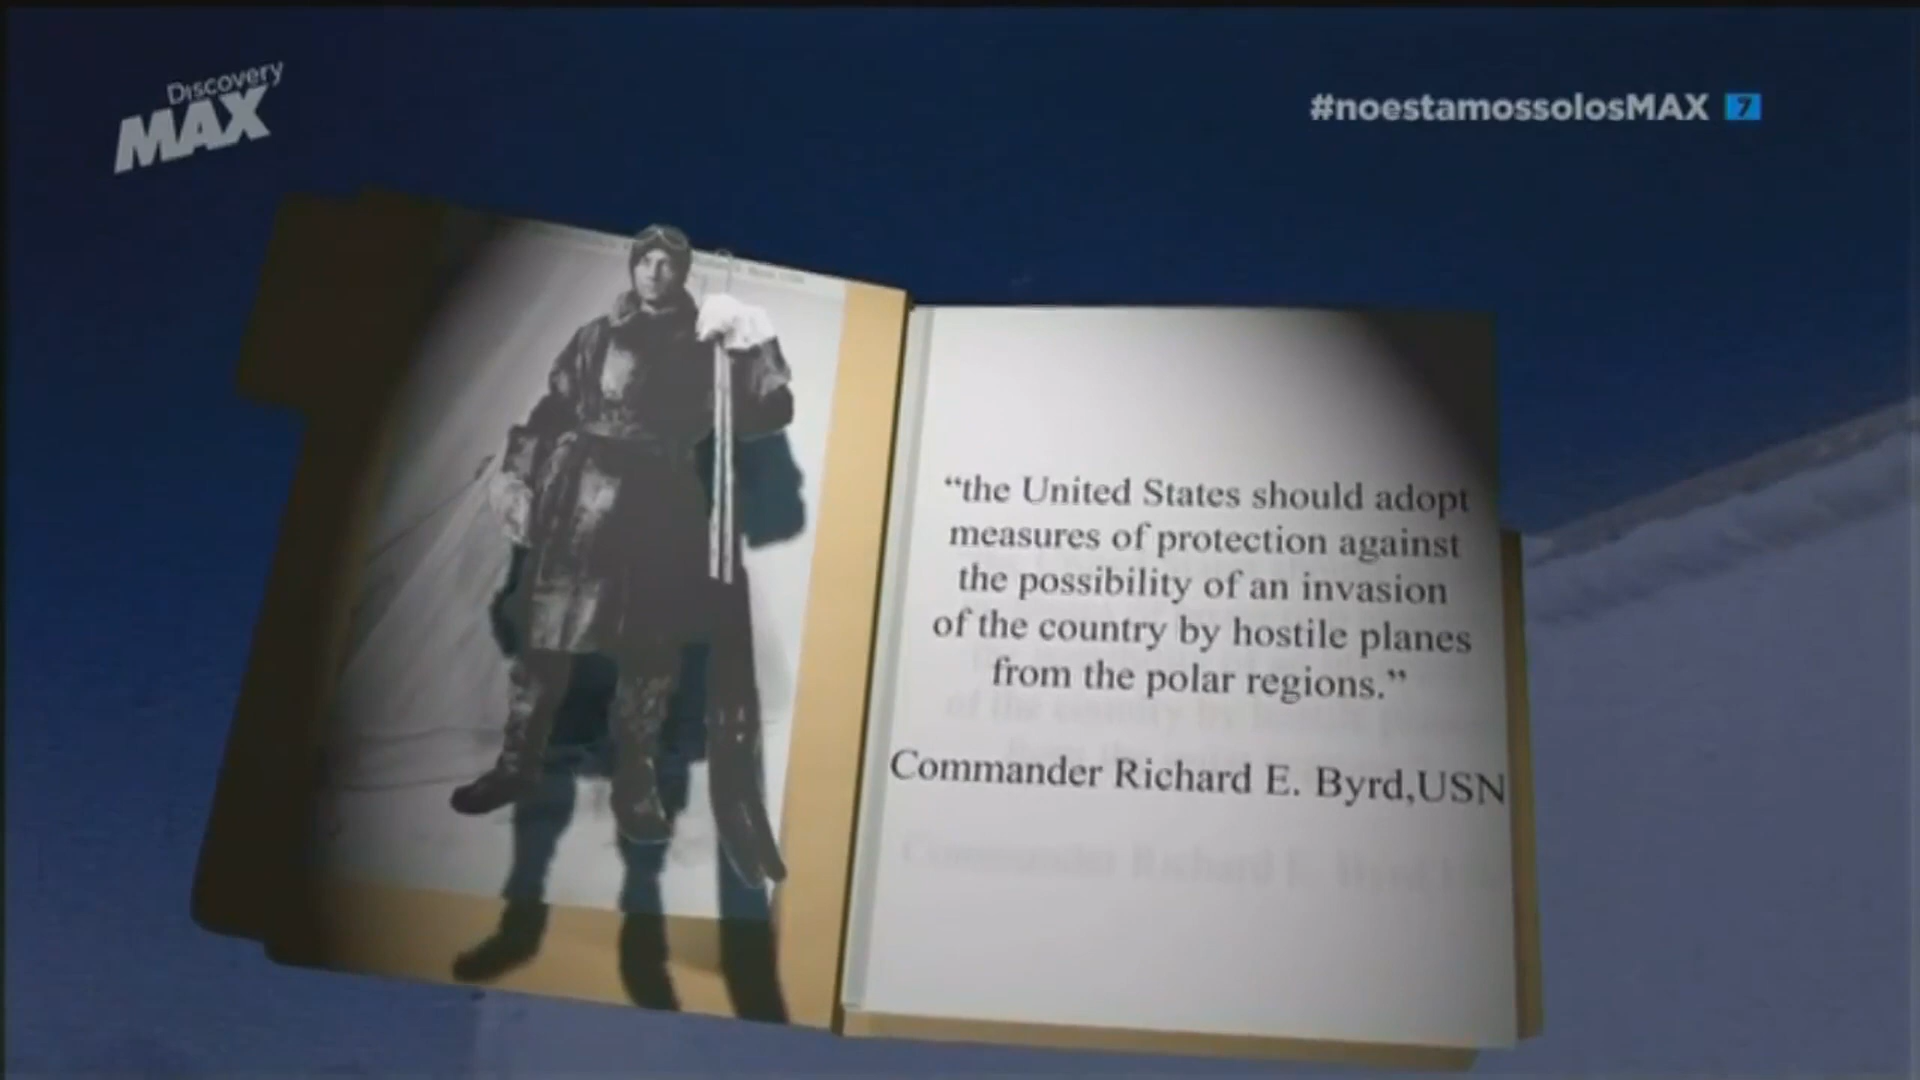 Discovery
MAX
#noestamossolosMAX 7
“the United States should adopt
measures of protection against
the possibility of an invasion
of the country by hostile planes
from the polar regions.”
Commander Richard E. Byrd,USN